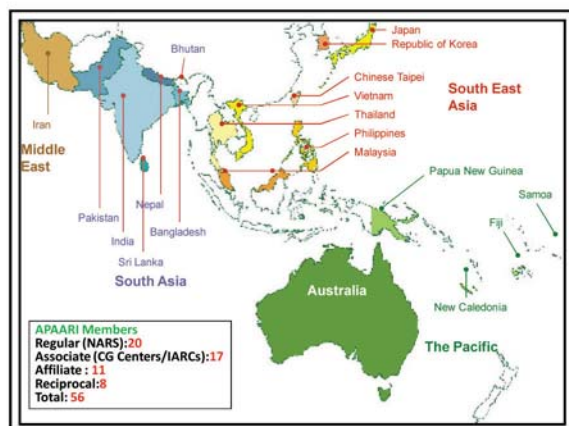 Japan
Republic of Korea
Bhutan
Chinese Taipei
Vietnam
Thailand
Philippines
Malaysia
South East
Asia
Iran
Middle East
Pakistan
India
Sri Lanka
Nepal
Bangladesh
South Asia
Papua New Guinea
Samoa
Fiji
New Caledonia
Australia
The Pacific
APAARI Members
Regular (NARS):20
Associate (CG Centers/IARCs):17
Affiliate : 11
Reciprocal:8
Total: 56